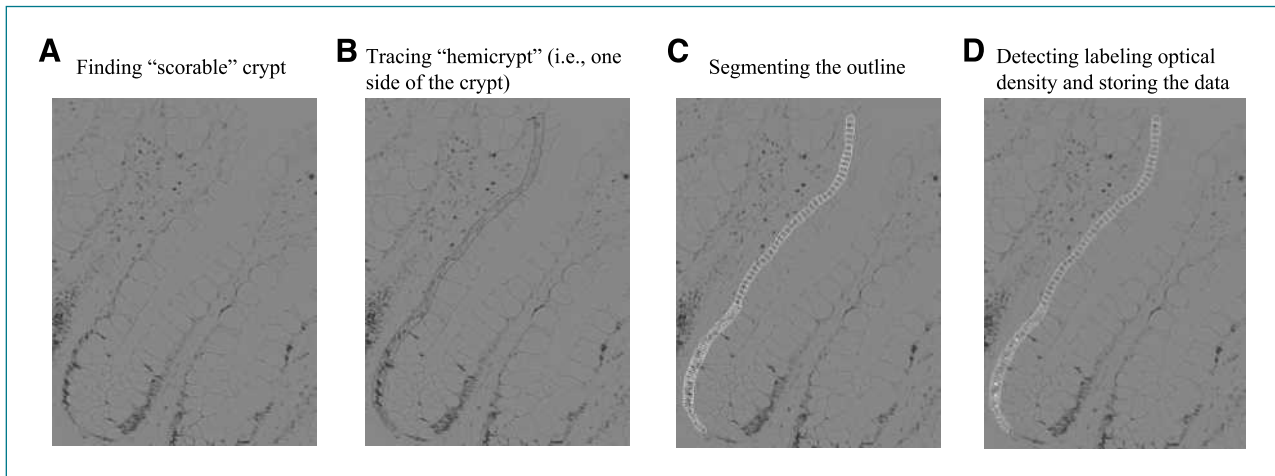 A Finding “scorable” crypt
B Tracing “hemicrypt” (i.e., one
side of the crypt)
C Segmenting the outline
D Detecting labeling optical
density and storing the data